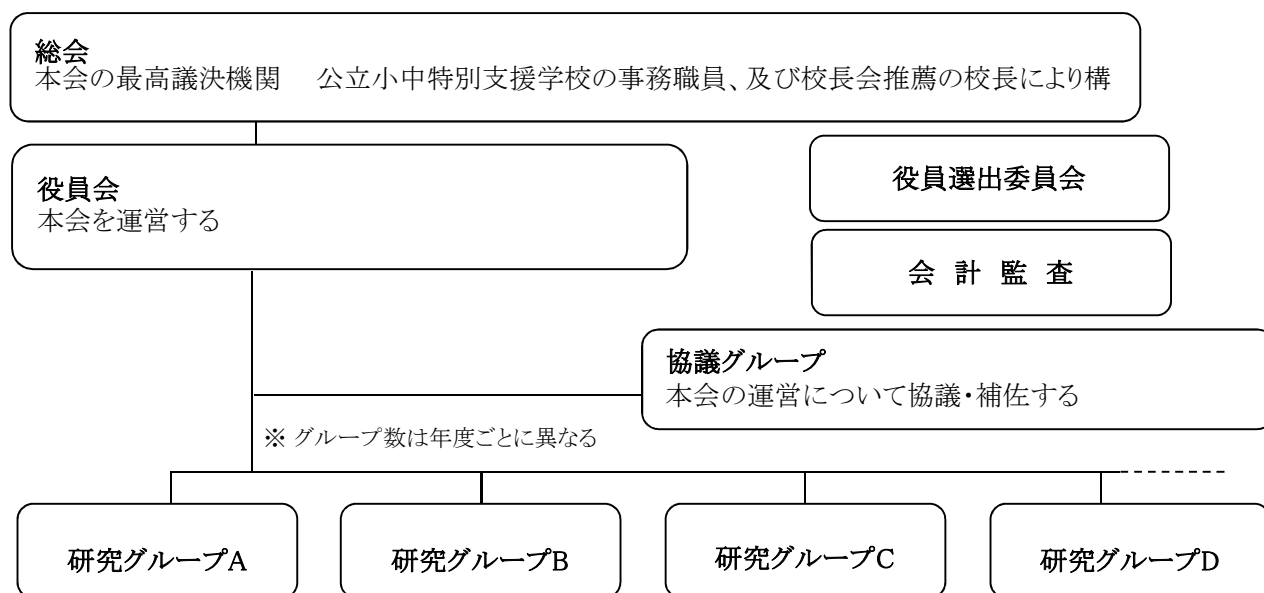 総会
本会の最高議決機関　公立小中特別支援学校の事務職員、及び校長会推薦の校長により構
役員会
本会を運営する
役員選出委員会
会 計 監 査
協議グループ
本会の運営について協議・補佐する
※ グループ数は年度ごとに異なる
研究グループA
研究グループB
研究グループC
研究グループD